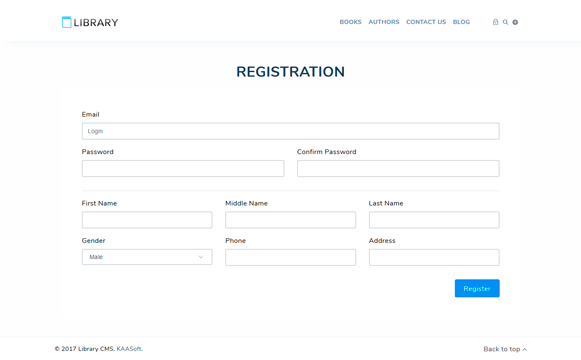 LIBRARY
BOOKS AUTHORS CONTACT US BLOG
REGISTRATION
Email
Login
Password Confirm Password
First Name Middle Name Last Name
Gender Phone Address
Male
Register
© 2017 Library CMS. KAASoft. Back to top